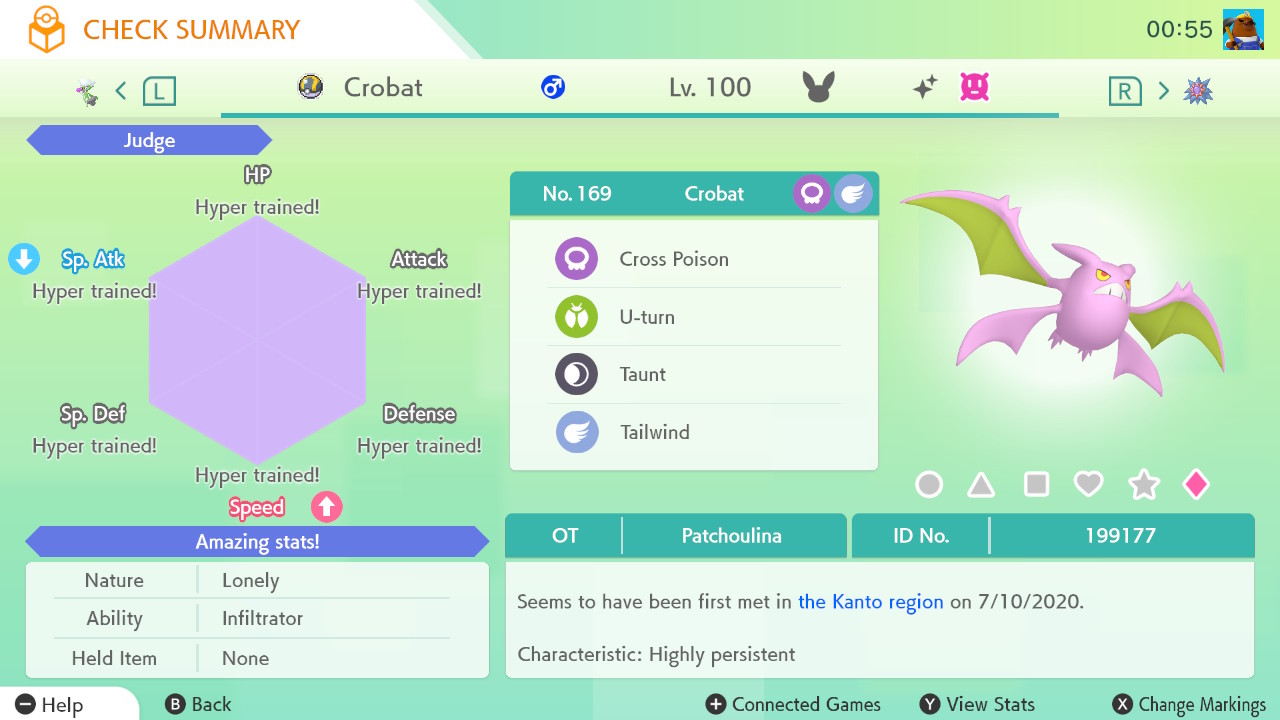 CHECK SUMMARY
00:55
L
Crobat
Lv. 100
R
Judge
HP
Hyper trained!
Sp. Atk
Hyper trained!
Attack
Hyper trained!
Sp. Def
Hyper trained!
Defense
Hyper trained!
Hyper trained!
Speed
Amazing stats!
Nature Lonely
Ability Infiltrator
Held Item None
No. 169 Crobat
Cross Poison
U-turn
Taunt
Tailwind
OT Patchoulina
ID No. 199177
Seems to have been first met in the Kanto region on 7/10/2020.
Characteristic: Highly persistent
Help
B Back
Connected Games
Y View Stats
X Change Markings